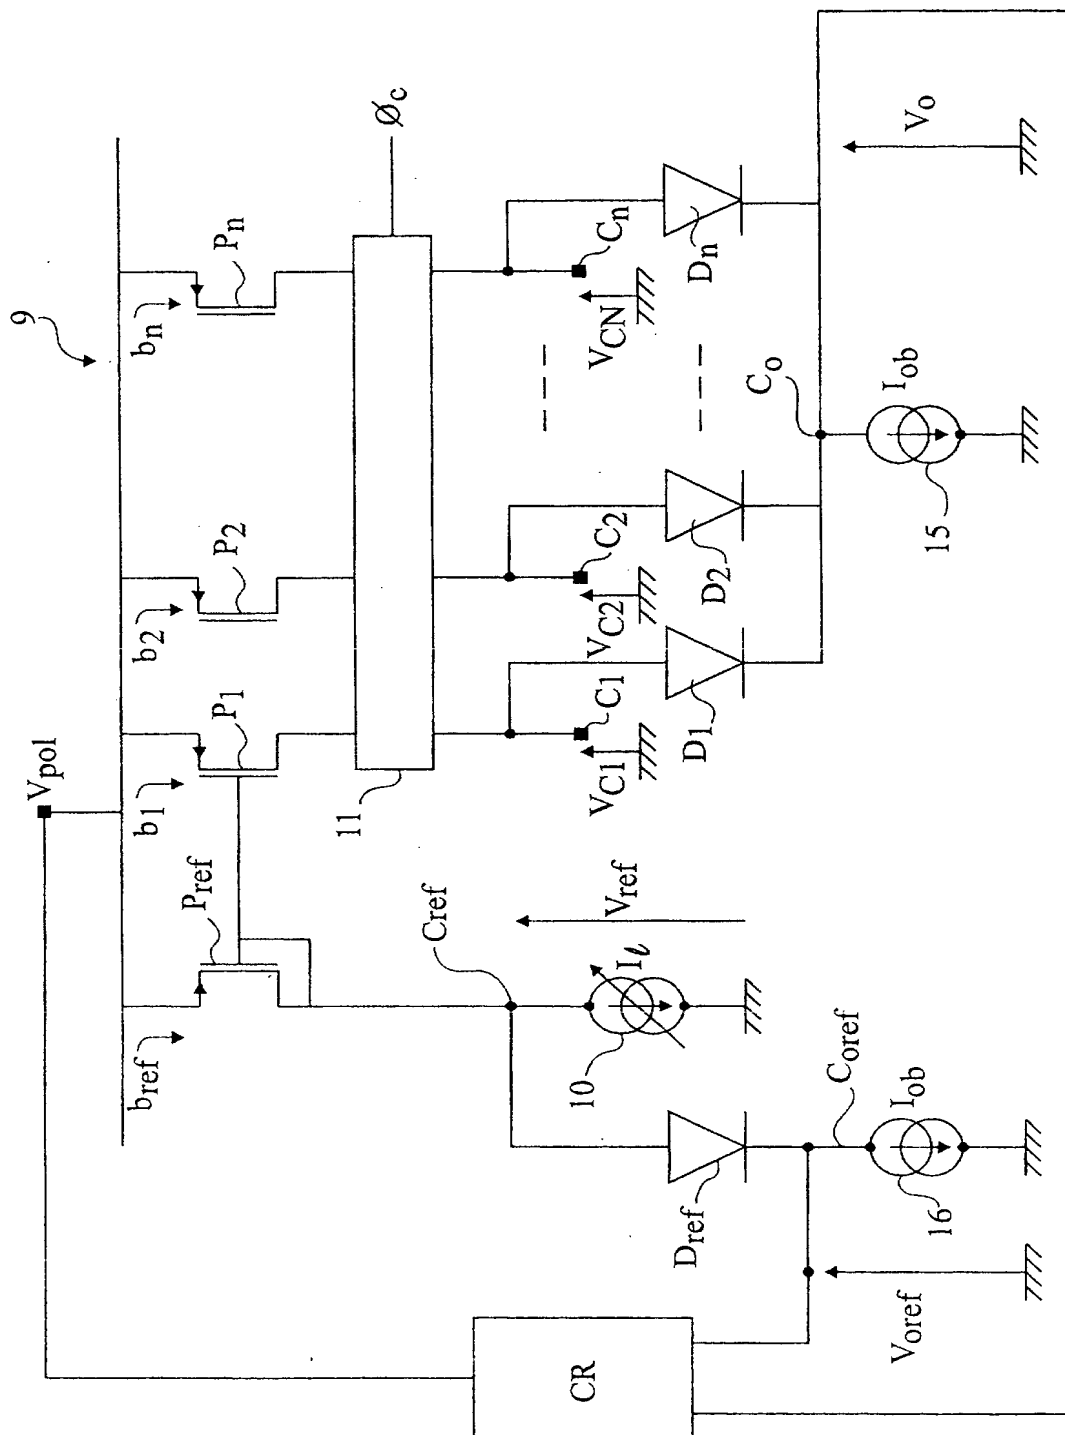 9
Vpol
bref
b1
b2
bn
Pref
P1
P2
Pn
11
Øc
Cref
Vref
10
Iℓ
VC1
C1
VC2
C2
VCN
Cn
Dref
D1
D2
Dn
Coref
Iob
16
Voref
CR
Co
Iob
15
Vo